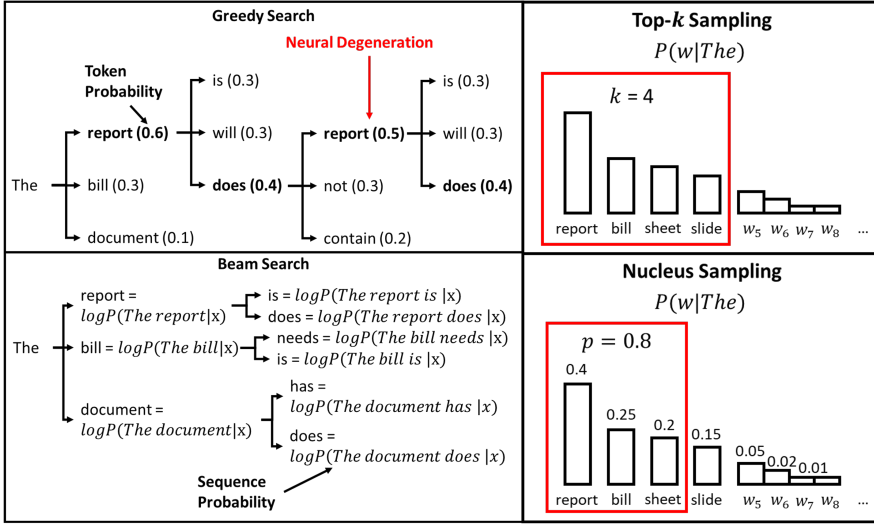 Greedy Search
Neural Degeneration
Token
Probability
is (0.3)
is (0.3)
report (0.6)
will (0.3)
report (0.5)
will (0.3)
The
bill (0.3)
does (0.4)
not (0.3)
does (0.4)
document (0.1)
contain (0.2)
Top-k Sampling
P(w|The)
k = 4
report bill sheet slide w₅ w₆ w₇ w₈ ...
Beam Search
report =
logP(The report|x)
is = logP(The report is |x)
does = logP(The report does |x)
The
bill = logP(The bill|x)
needs = logP(The bill needs |x)
is = logP(The bill is |x)
document =
logP(The document|x)
has =
logP(The document has |x)
does =
logP(The document does |x)
Sequence
Probability
Nucleus Sampling
P(w|The)
p = 0.8
0.4
0.25
0.2
0.15
0.05
0.02
0.01
report bill sheet slide w₅ w₆ w₇ w₈ ...